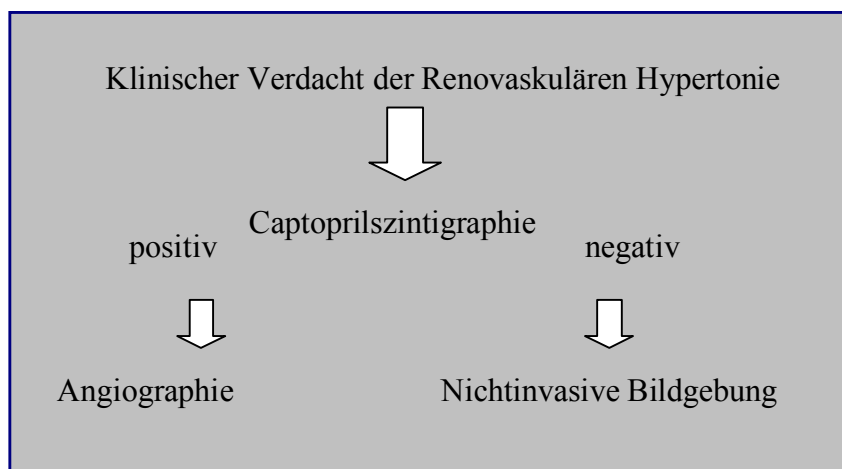 Klinischer Verdacht der Renovaskulären Hypertonie
Captoprilszintigraphie
positiv
negativ
Angiographie
Nichtinvasive Bildgebung